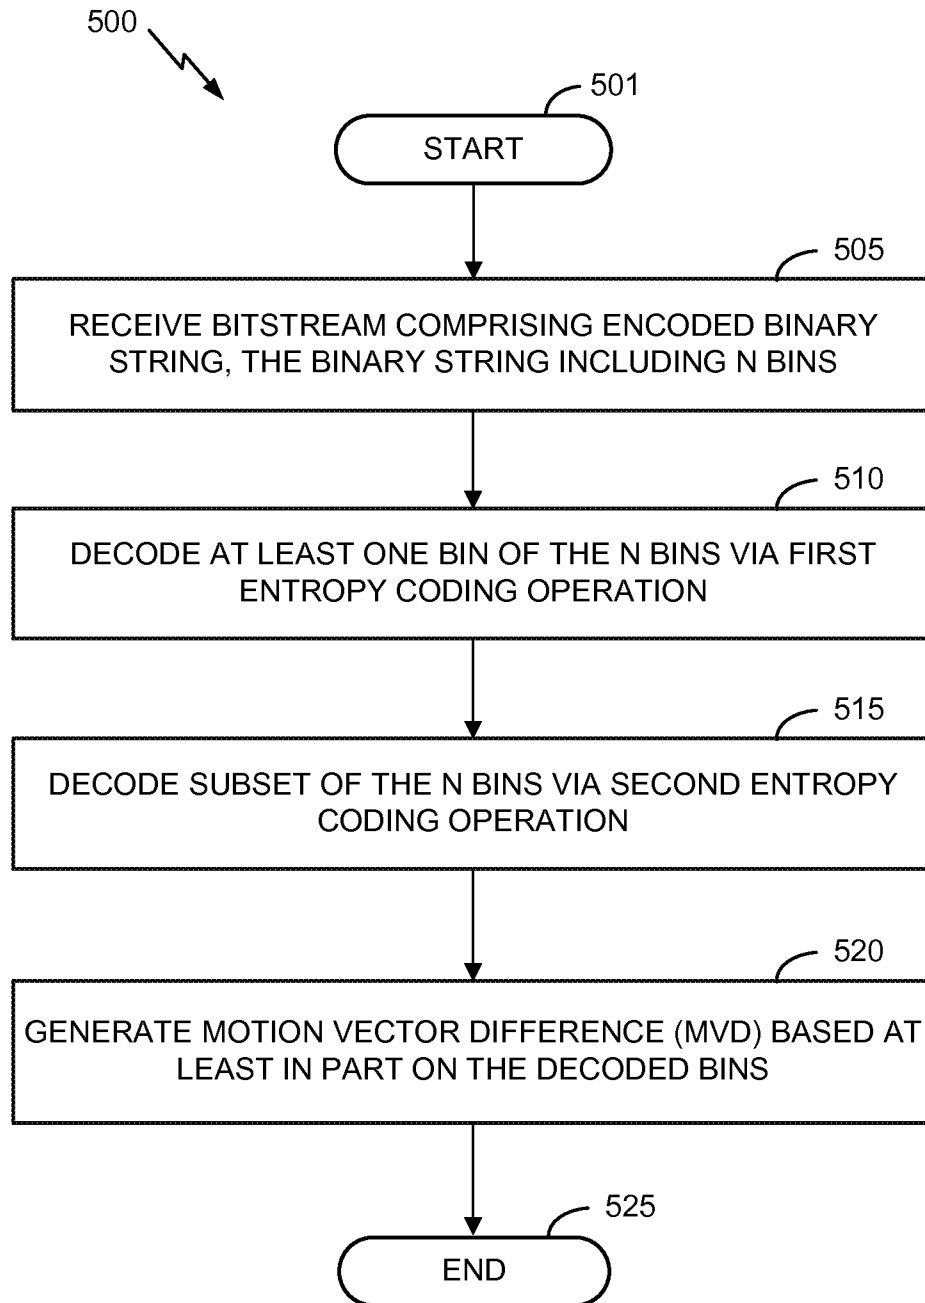 500
501
START
505
RECEIVE BITSTREAM COMPRISING ENCODED BINARY
STRING, THE BINARY STRING INCLUDING N BINS
510
DECODE AT LEAST ONE BIN OF THE N BINS VIA FIRST
ENTROPY CODING OPERATION
515
DECODE SUBSET OF THE N BINS VIA SECOND ENTROPY
CODING OPERATION
520
GENERATE MOTION VECTOR DIFFERENCE (MVD) BASED AT
LEAST IN PART ON THE DECODED BINS
525
END